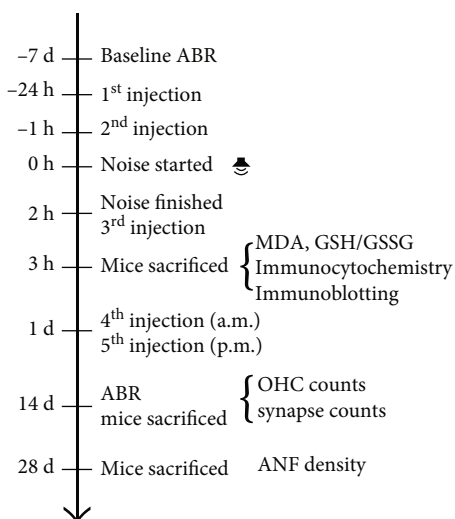 –7 d Baseline ABR
–24 h 1st injection
–1 h 2nd injection
0 h Noise started
2 h Noise finished
3rd injection
3 h Mice sacrificed
MDA, GSH/GSSG
Immunocytochemistry
Immunoblotting
1 d 4th injection (a.m.)
5th injection (p.m.)
14 d ABR
mice sacrificed
OHC counts
synapse counts
28 d Mice sacrificed ANF density